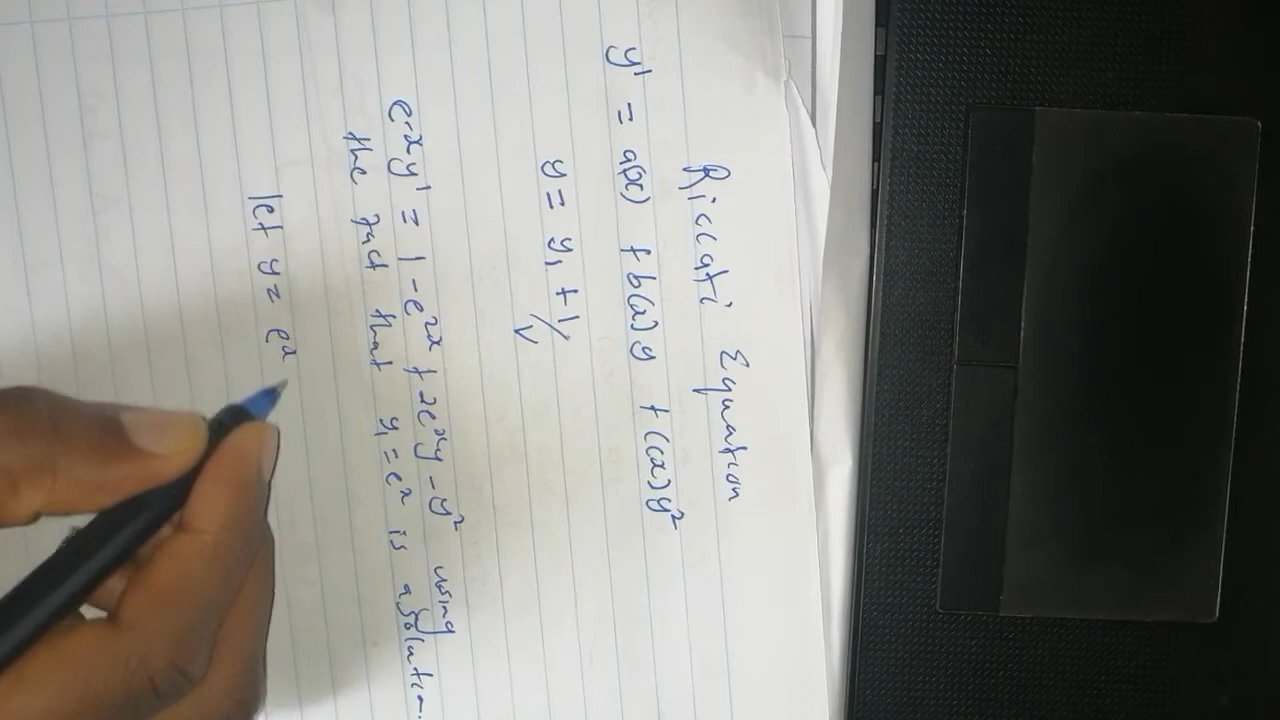 Riccati Equation
y' = a(x) + b(x)y + c(x)y²
y = y₁ + 1/v
e⁻ˣy' = 1 - e²ˣ + 2eˣy - y² using
the fact that y₁ = eˣ is a solution.
let y = eˣ